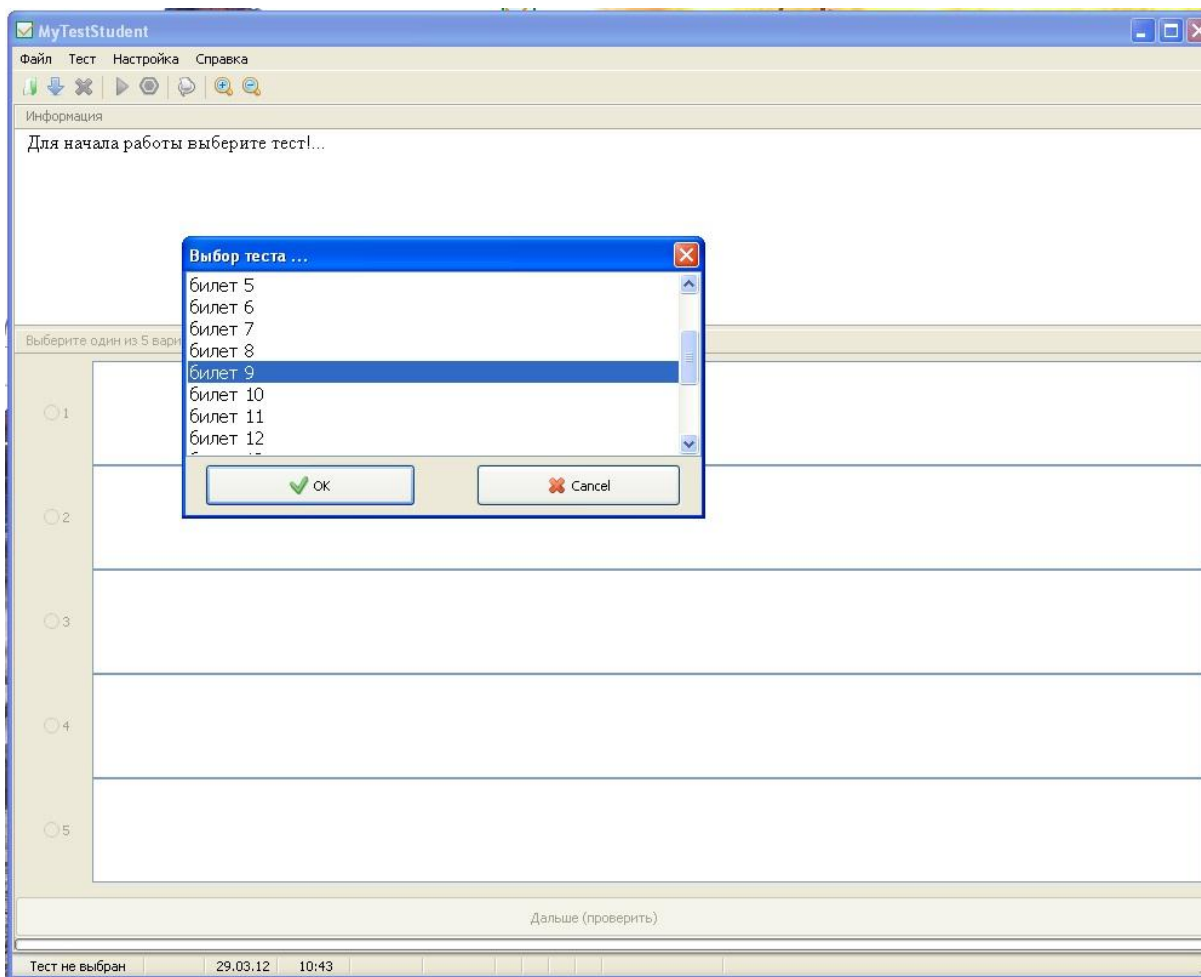 MyTestStudent
Файл Тест Настройка Справка
Информация
Для начала работы выберите тест!...
Выбор теста ...
билет 5
билет 6
билет 7
билет 8
билет 9
билет 10
билет 11
билет 12
OK Cancel
Выберите один из 5 вари
1
2
3
4
5
Дальше (проверить)
Тест не выбран 29.03.12 10:43